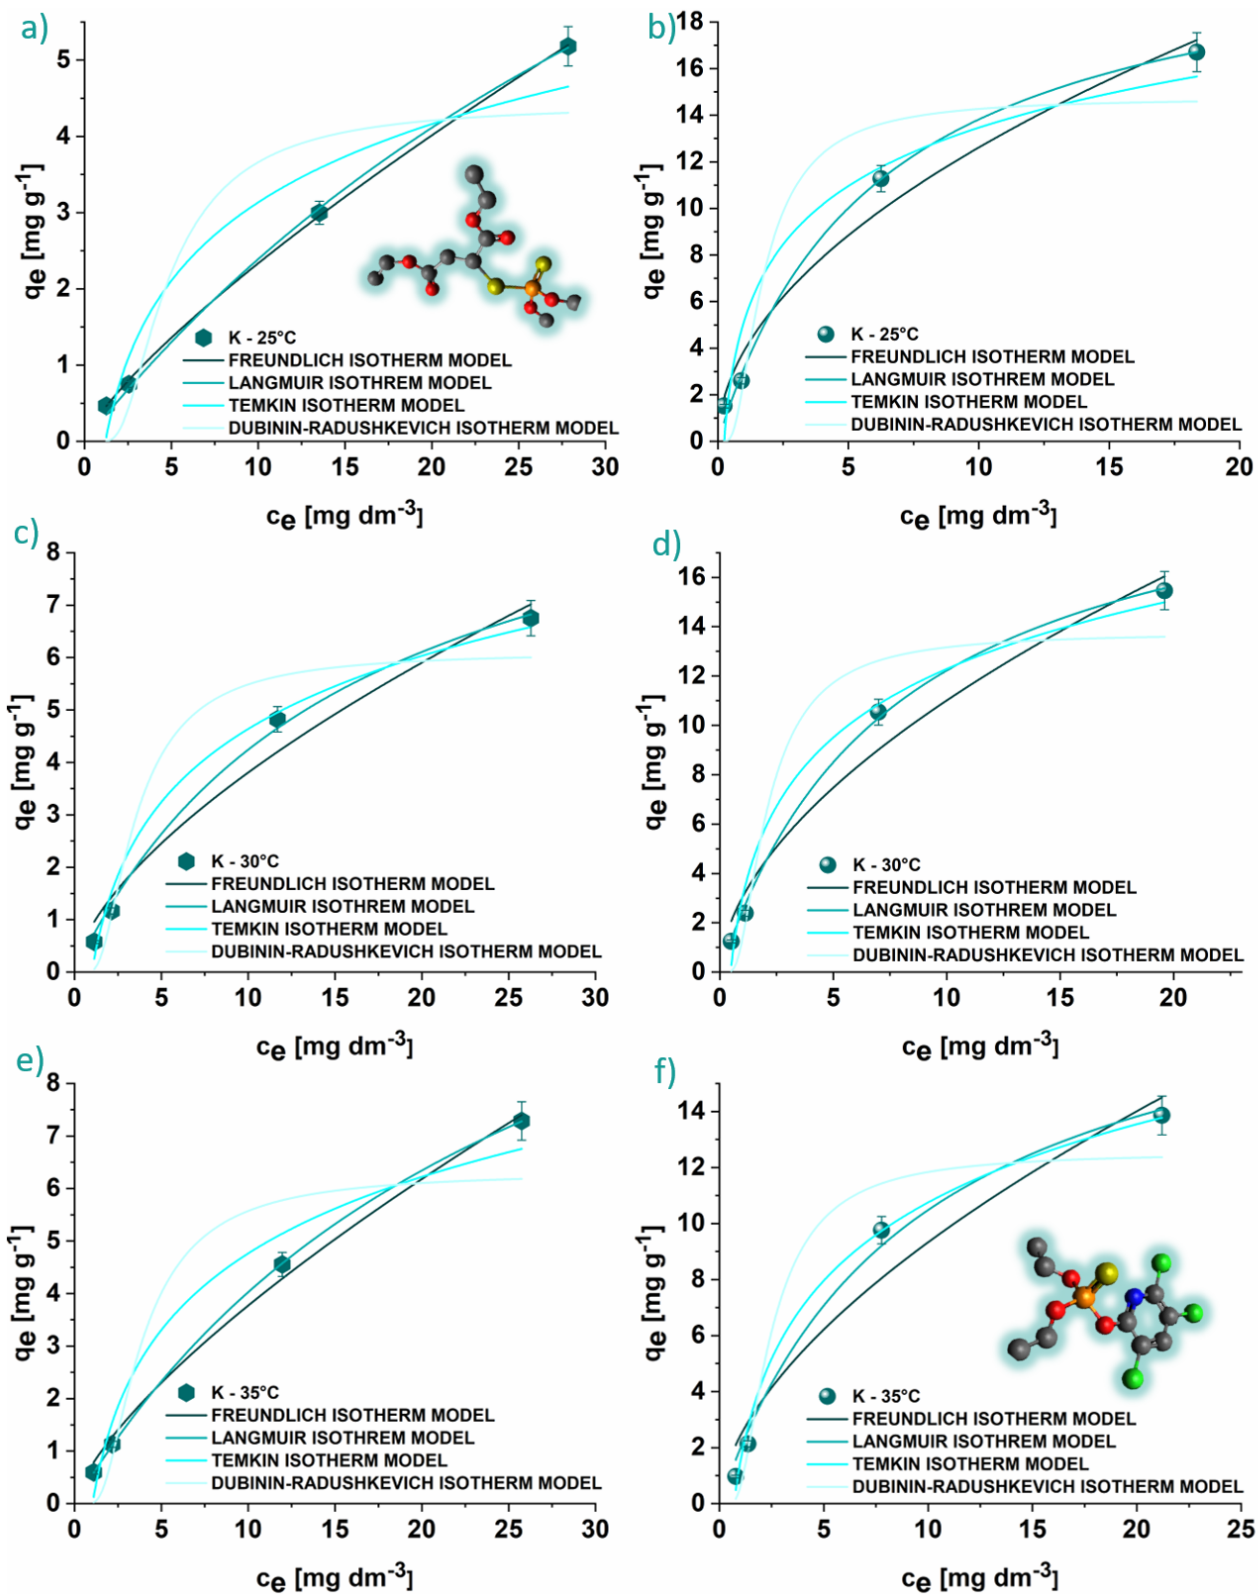 a)
qe [mg g-1]
5
4
3
2
1
0
K - 25°C
FREUNDLICH ISOTHERM MODEL
LANGMUIR ISOTHREM MODEL
TEMKIN ISOTHERM MODEL
DUBININ-RADUSHKEVICH ISOTHERM MODEL
0 5 10 15 20 25 30
ce [mg dm-3]
b)
qe [mg g-1]
18
16
14
12
10
8
6
4
2
0
K - 25°C
FREUNDLICH ISOTHERM MODEL
LANGMUIR ISOTHREM MODEL
TEMKIN ISOTHERM MODEL
DUBININ-RADUSHKEVICH ISOTHERM MODEL
0 5 10 15 20
ce [mg dm-3]
c)
qe [mg g-1]
8
7
6
5
4
3
2
1
0
K - 30°C
FREUNDLICH ISOTHERM MODEL
LANGMUIR ISOTHREM MODEL
TEMKIN ISOTHERM MODEL
DUBININ-RADUSHKEVICH ISOTHERM MODEL
0 5 10 15 20 25 30
ce [mg dm-3]
d)
qe [mg g-1]
16
14
12
10
8
6
4
2
0
K - 30°C
FREUNDLICH ISOTHERM MODEL
LANGMUIR ISOTHREM MODEL
TEMKIN ISOTHERM MODEL
DUBININ-RADUSHKEVICH ISOTHERM MODEL
0 5 10 15 20
ce [mg dm-3]
e)
qe [mg g-1]
8
7
6
5
4
3
2
1
0
K - 35°C
FREUNDLICH ISOTHERM MODEL
LANGMUIR ISOTHREM MODEL
TEMKIN ISOTHERM MODEL
DUBININ-RADUSHKEVICH ISOTHERM MODEL
0 5 10 15 20 25 30
ce [mg dm-3]
f)
qe [mg g-1]
14
12
10
8
6
4
2
0
K - 35°C
FREUNDLICH ISOTHERM MODEL
LANGMUIR ISOTHREM MODEL
TEMKIN ISOTHERM MODEL
DUBININ-RADUSHKEVICH ISOTHERM MODEL
0 5 10 15 20 25
ce [mg dm-3]